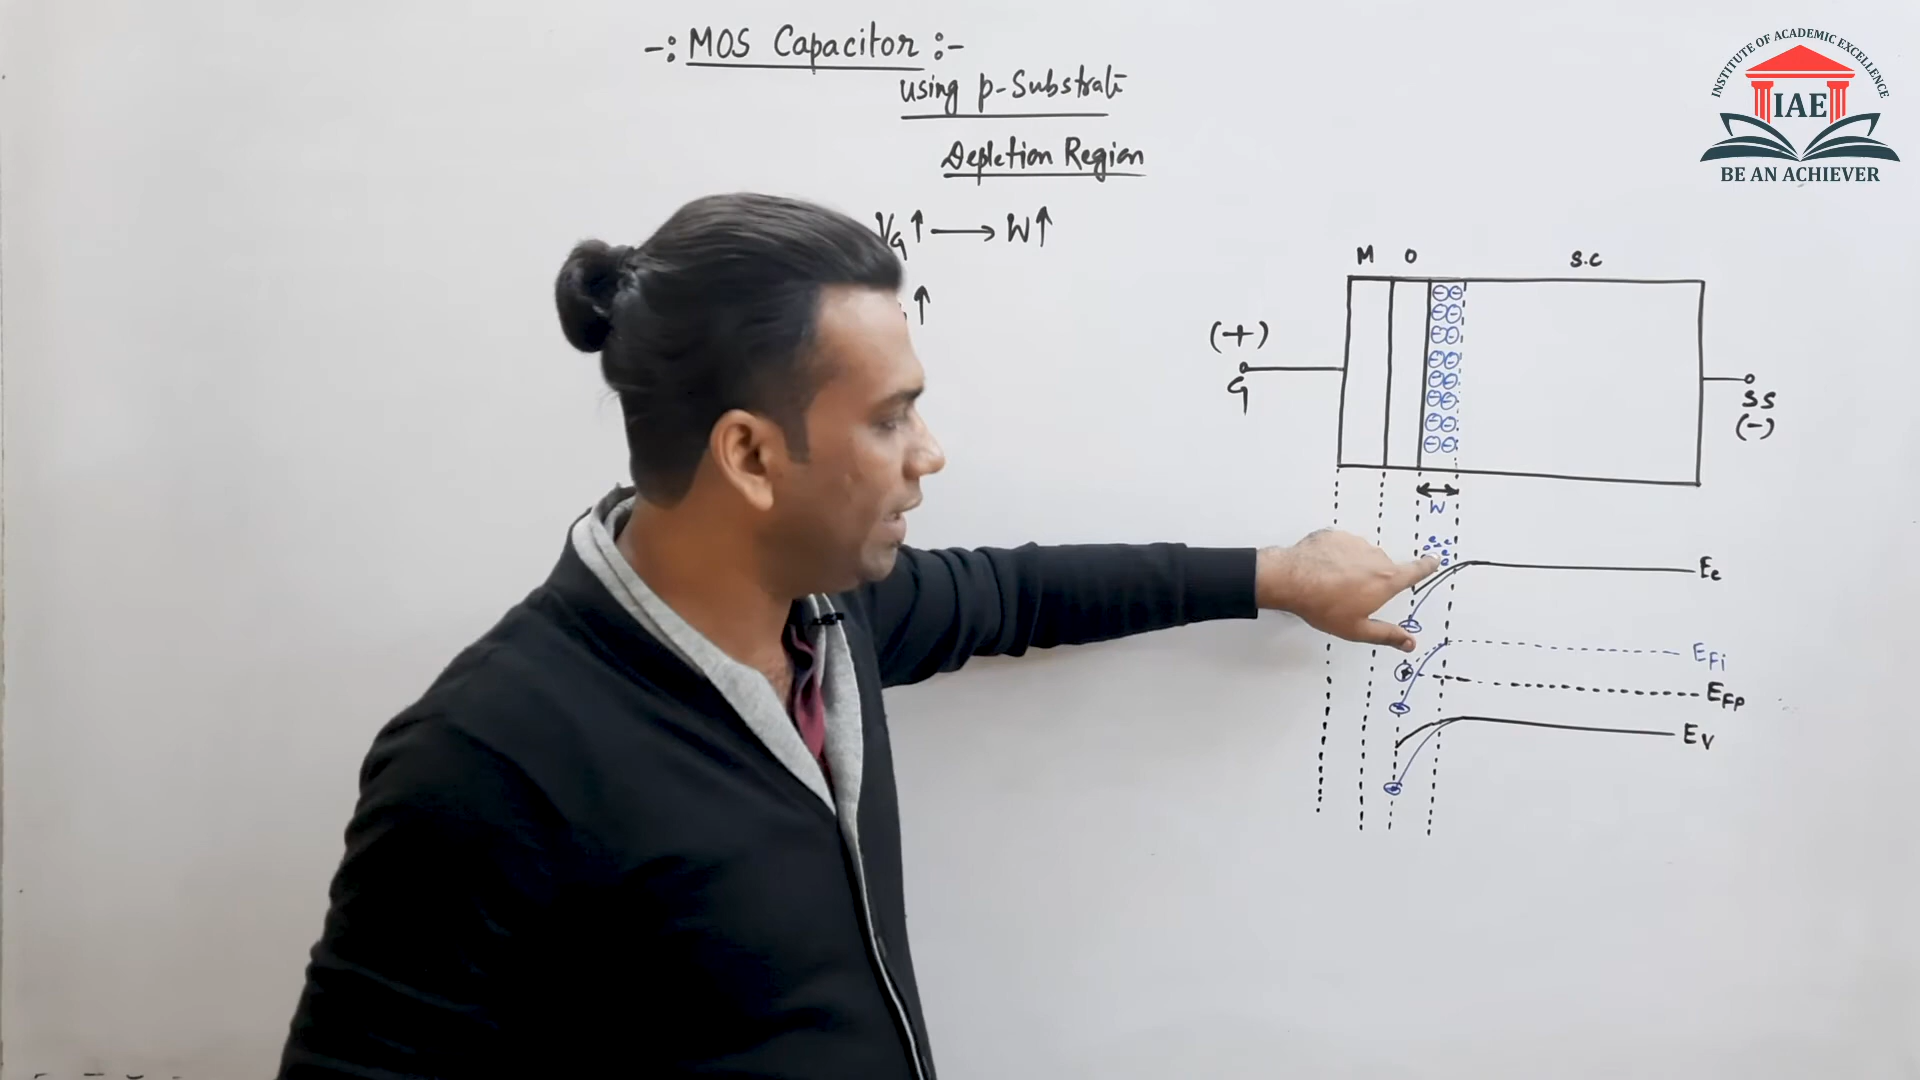 -: MOS Capacitor :-
using p-Substrate
Depletion Region
VG ↑ → W ↑
↑
M O S.C
(+)
G
SS
(-)
W
e e
e
e
Ec
EFi
EFp
Ev
INSTITUTE OF ACADEMIC EXCELLENCE
IAE
BE AN ACHIEVER